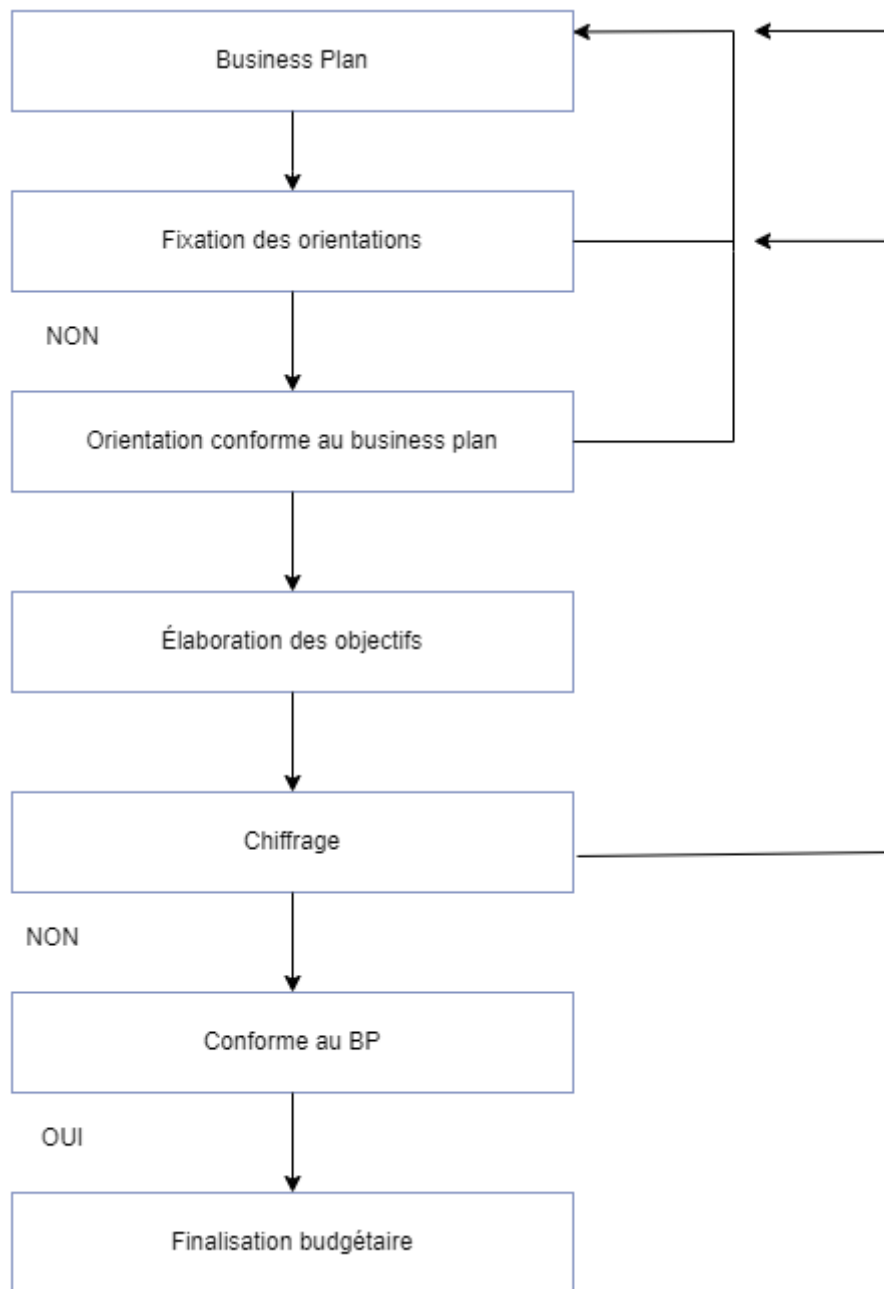 Business Plan
Fixation des orientations
NON
Orientation conforme au business plan
Élaboration des objectifs
Chiffrage
NON
Conforme au BP
OUI
Finalisation budgétaire